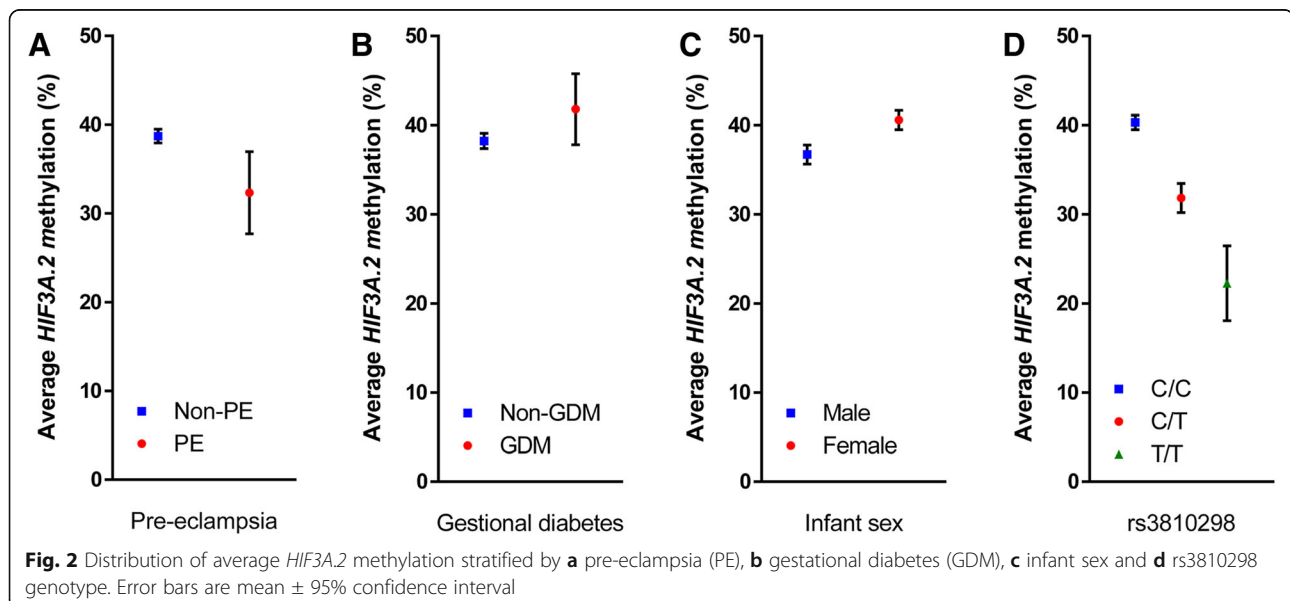 A
Average HIF3A.2 methylation (%)
50
40
30
20
10
0
Non-PE
PE
Pre-eclampsia
B
Average HIF3A.2 methylation (%)
50
40
30
20
10
0
Non-GDM
GDM
Gestional diabetes
C
Average HIF3A.2 methylation (%)
50
40
30
20
10
0
Male
Female
Infant sex
D
Average HIF3A.2 methylation (%)
50
40
30
20
10
0
C/C
C/T
T/T
rs3810298
Fig. 2 Distribution of average HIF3A.2 methylation stratified by a pre-eclampsia (PE), b gestational diabetes (GDM), c infant sex and d rs3810298
genotype. Error bars are mean ± 95% confidence interval